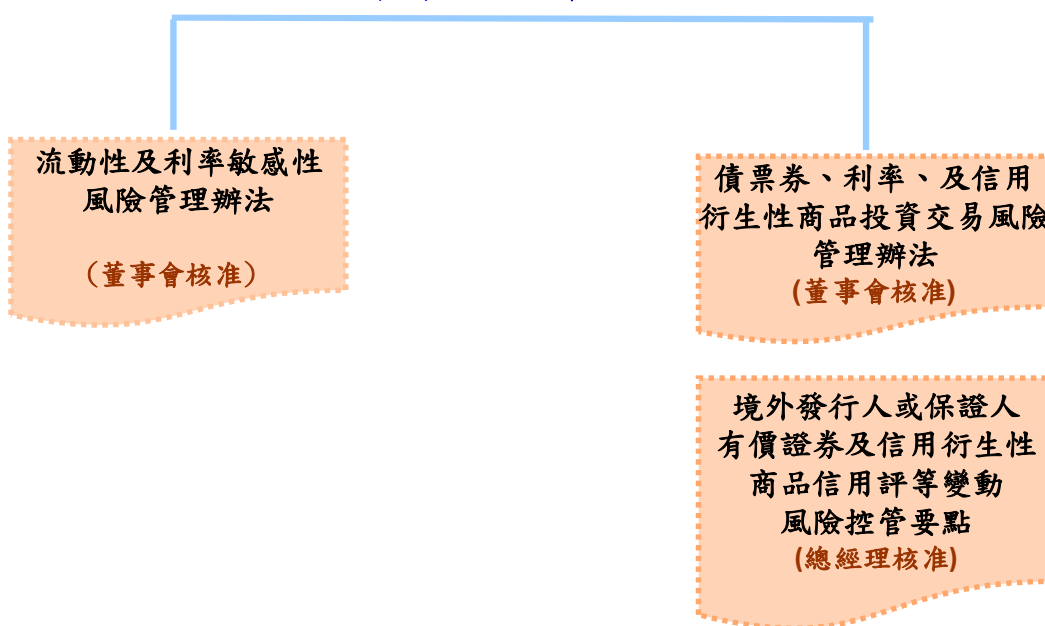 流動性及利率敏感性
風險管理辦法
（董事會核准）
債票券、利率、及信用
衍生性商品投資交易風險
管理辦法
(董事會核准)
境外發行人或保證人
有價證券及信用衍生性
商品信用評等變動
風險控管要點
(總經理核准)